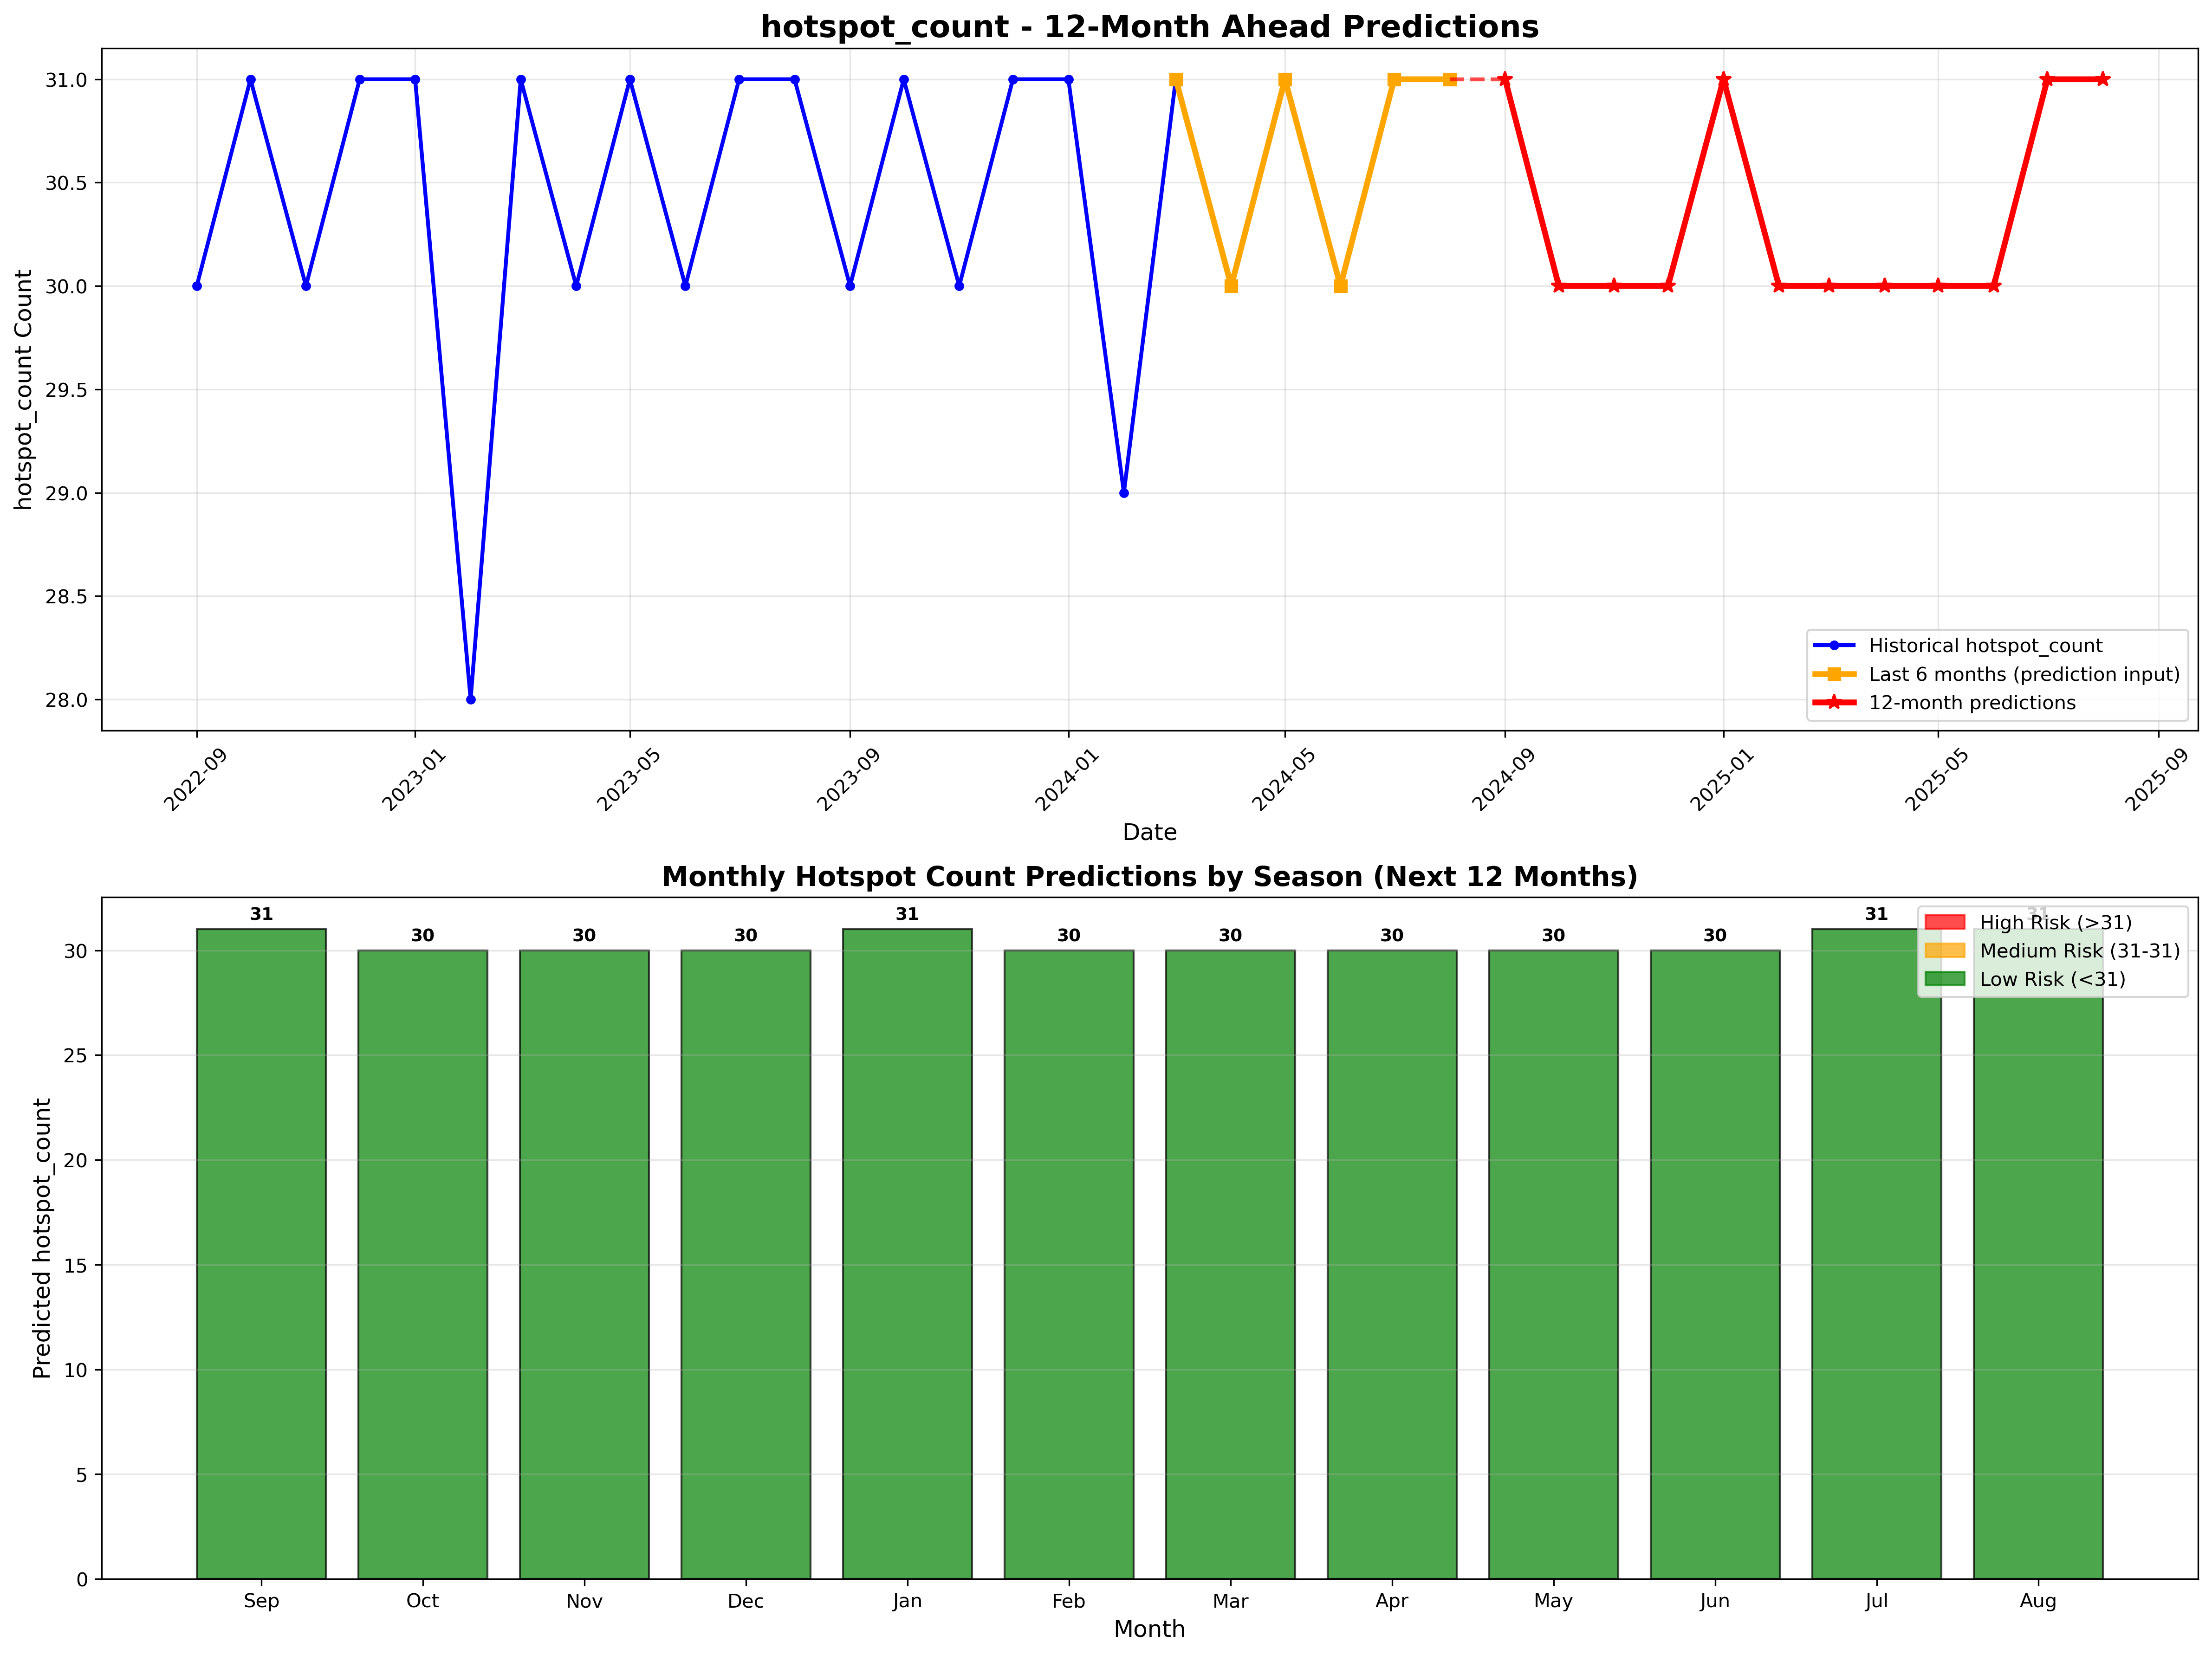 hotspot_count - 12-Month Ahead Predictions
hotspot_count Count
31.0
30.5
30.0
29.5
29.0
28.5
28.0
Historical hotspot_count
Last 6 months (prediction input)
12-month predictions
2022-09
2023-01
2023-05
2023-09
2024-01
2024-05
2024-09
2025-01
2025-05
2025-09
Date
Monthly Hotspot Count Predictions by Season (Next 12 Months)
Predicted hotspot_count
30
25
20
15
10
5
0
31
30
30
30
31
30
30
30
30
30
31
31
High Risk (>31)
Medium Risk (31-31)
Low Risk (<31)
Sep
Oct
Nov
Dec
Jan
Feb
Mar
Apr
May
Jun
Jul
Aug
Month